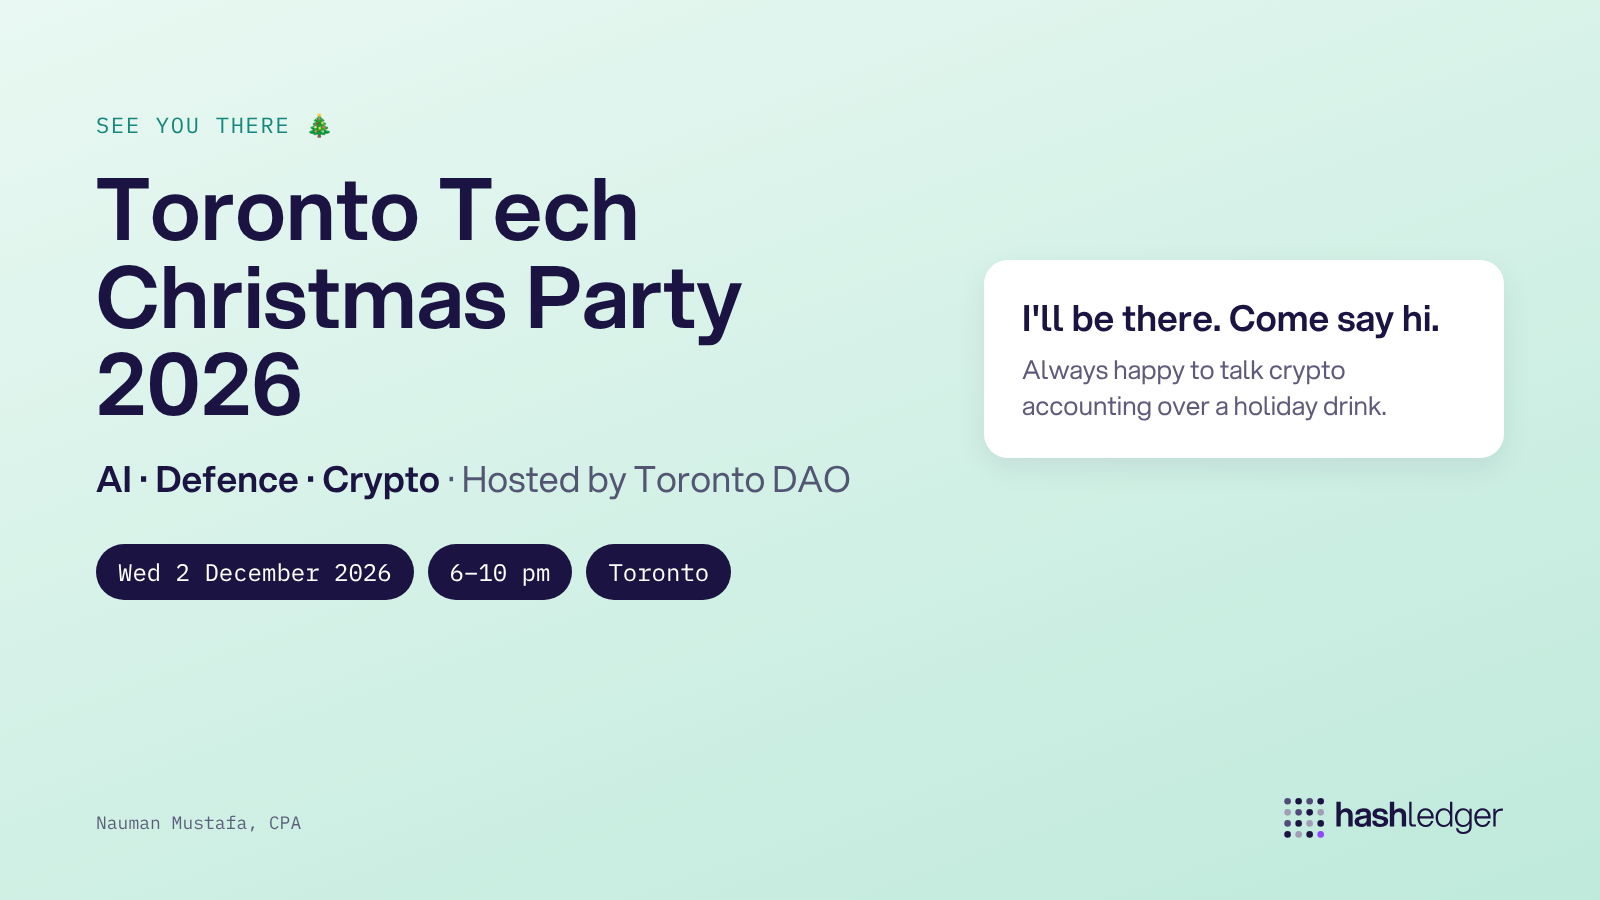 SEE YOU THERE 🎄
Toronto Tech
Christmas Party
2026
AI · Defence · Crypto · Hosted by Toronto DAO
Wed 2 December 2026
6–10 pm
Toronto
I'll be there. Come say hi.
Always happy to talk crypto
accounting over a holiday drink.
Nauman Mustafa, CPA
hashledger